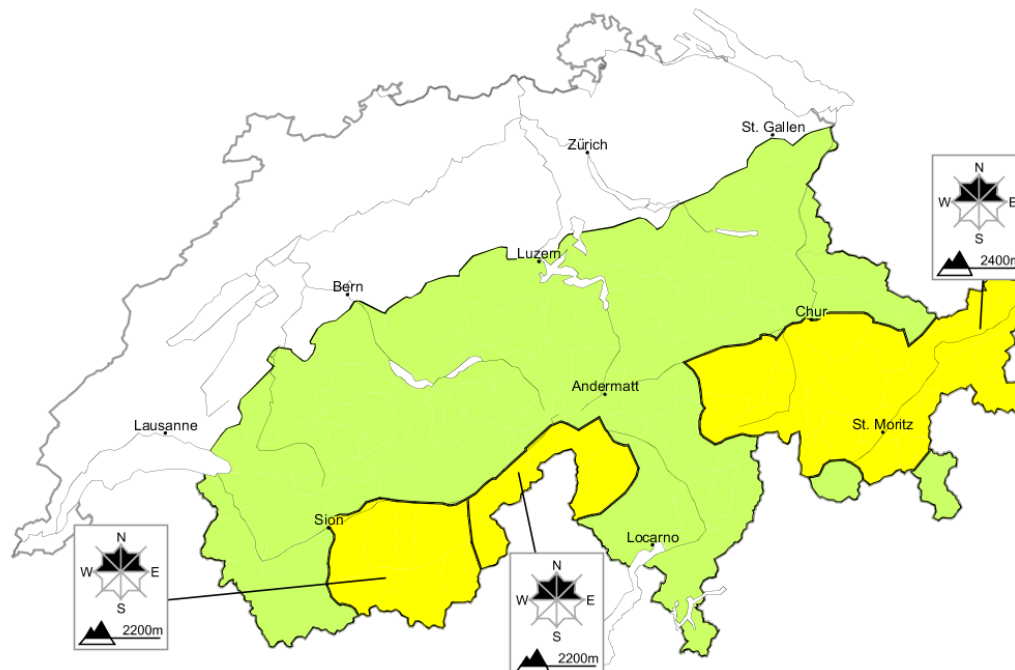 St. Gallen
Zürich
N
W E
S
2400m
Luzern
Bern
Chur
Andermatt
Lausanne
St. Moritz
Sion
Locarno
N
W E
S
2200m
N
W E
S
2200m